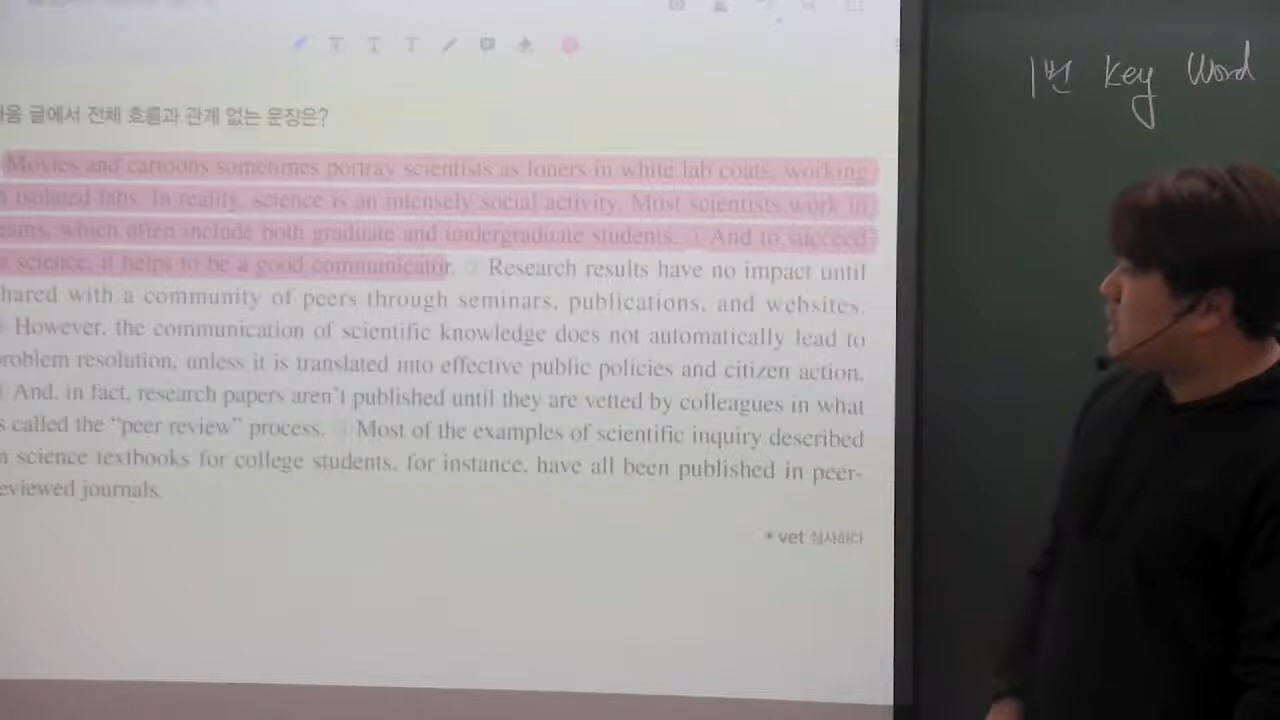 글에서 전체 흐름과 관계 없는 문장은?
Movies and cartoons sometimes portray scientists as loners in white lab coats, working
isolated labs. In reality, science is an intensely social activity. Most scientists work in
eams, which often include both graduate and undergraduate students. ① And to succeed
science, it helps to be a good communicator. ② Research results have no impact until
hared with a community of peers through seminars, publications, and websites.
However, the communication of scientific knowledge does not automatically lead to
roblem resolution, unless it is translated into effective public policies and citizen action.
And, in fact, research papers aren't published until they are vetted by colleagues in what
s called the “peer review” process. Most of the examples of scientific inquiry described
n science textbooks for college students, for instance, have all been published in peer-
eviewed journals.
* vet 심사하다
1번 Key Word